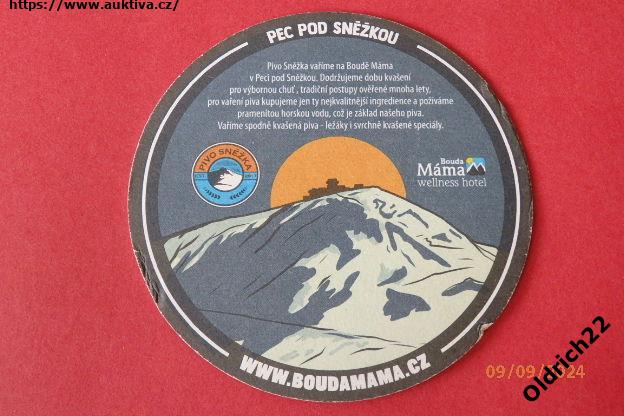 https://www.auktiva.cz/
PEC POD SNĚŽKOU
Pivo Sněžka vaříme na Boudě Máma
v Peci pod Sněžkou. Dodržujeme dobu kvašení
pro výbornou chuť, tradiční postupy ověřené mnoha lety,
pro vaření piva kupujeme jen ty nejkvalitnější ingredience a požíváme
pramenitou horskou vodu, což je základ našeho piva.
Vaříme spodně kvašená piva - ležáky i svrchně kvašené speciály.
PIVO SNĚŽKA
Bouda
Máma
wellness hotel
WWW.BOUDAMAMA.CZ
09/09/2024
Oldrich22